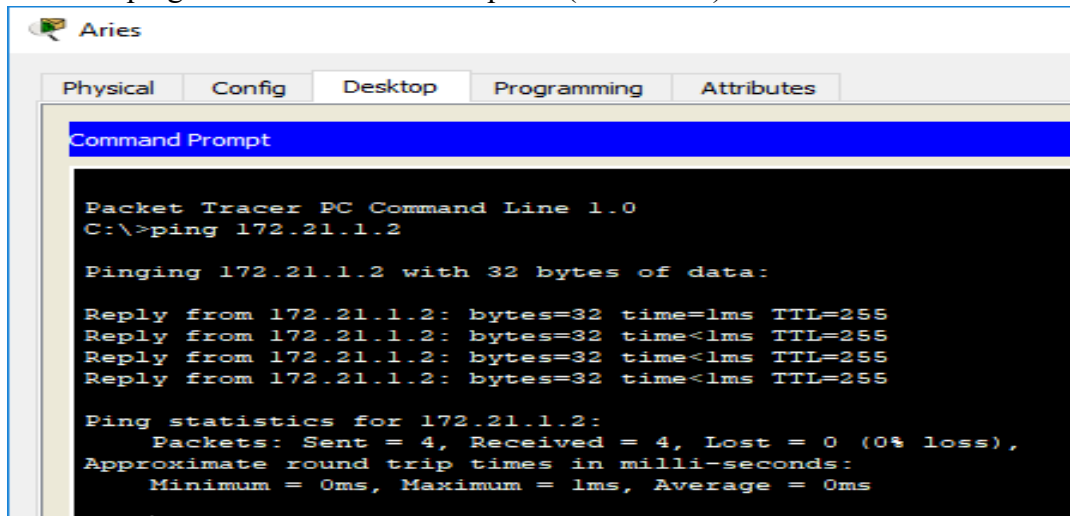 Aries
Physical Config Desktop Programming Attributes
Command Prompt
Packet Tracer PC Command Line 1.0
C:\>ping 172.21.1.2
Pinging 172.21.1.2 with 32 bytes of data:
Reply from 172.21.1.2: bytes=32 time=1ms TTL=255
Reply from 172.21.1.2: bytes=32 time<1ms TTL=255
Reply from 172.21.1.2: bytes=32 time<1ms TTL=255
Reply from 172.21.1.2: bytes=32 time<1ms TTL=255
Ping statistics for 172.21.1.2:
Packets: Sent = 4, Received = 4, Lost = 0 (0% loss),
Approximate round trip times in milli-seconds:
Minimum = 0ms, Maximum = 1ms, Average = 0ms